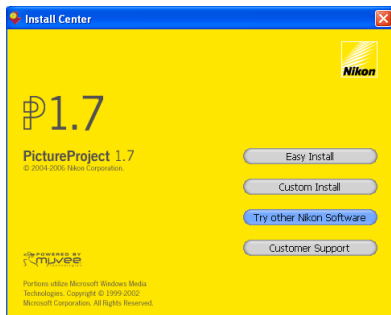 Install Center
Nikon
P1.7
PictureProject 1.7
© 2004-2006 Nikon Corporation.
Easy Install
Custom Install
Try other Nikon Software
Customer Support
POWERED BY
muvee
Portions utilize Microsoft Windows Media
Technologies. Copyright © 1999-2002
Microsoft Corporation. All Rights Reserved.